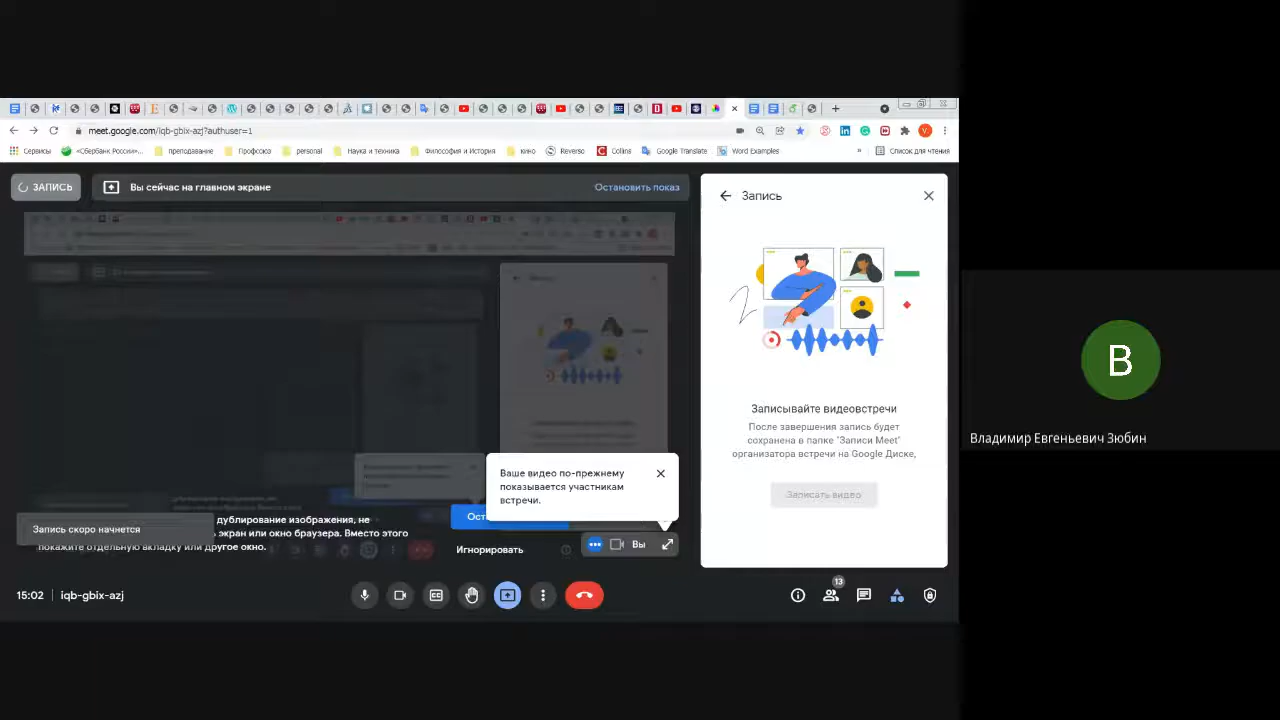 meet.google.com/iqb-gbix-azj?authuser=1
Сервисы
«Сбербанк России»...
преподавание
Профсоюз
personal
Наука и техника
Философия и История
кино
Reverso
Collins
Google Translate
Word Examples
»
Список для чтения
ЗАПИСЬ
Вы сейчас на главном экране
Остановить показ
Запись
Записывайте видеовстречи
После завершения запись будет
сохранена в папке "Записи Meet"
организатора встречи на Google Диске,
Записать видео
Ваше видео по-прежнему
показывается участникам
встречи.
Запись скоро начнется
дублирование изображения, не
экран или окно браузера. Вместо этого
покажите отдельную вкладку или другое окно.
Ост
Игнорировать
Вы
15:02 | iqb-gbix-azj
13
В
Владимир Евгеньевич Зюбин